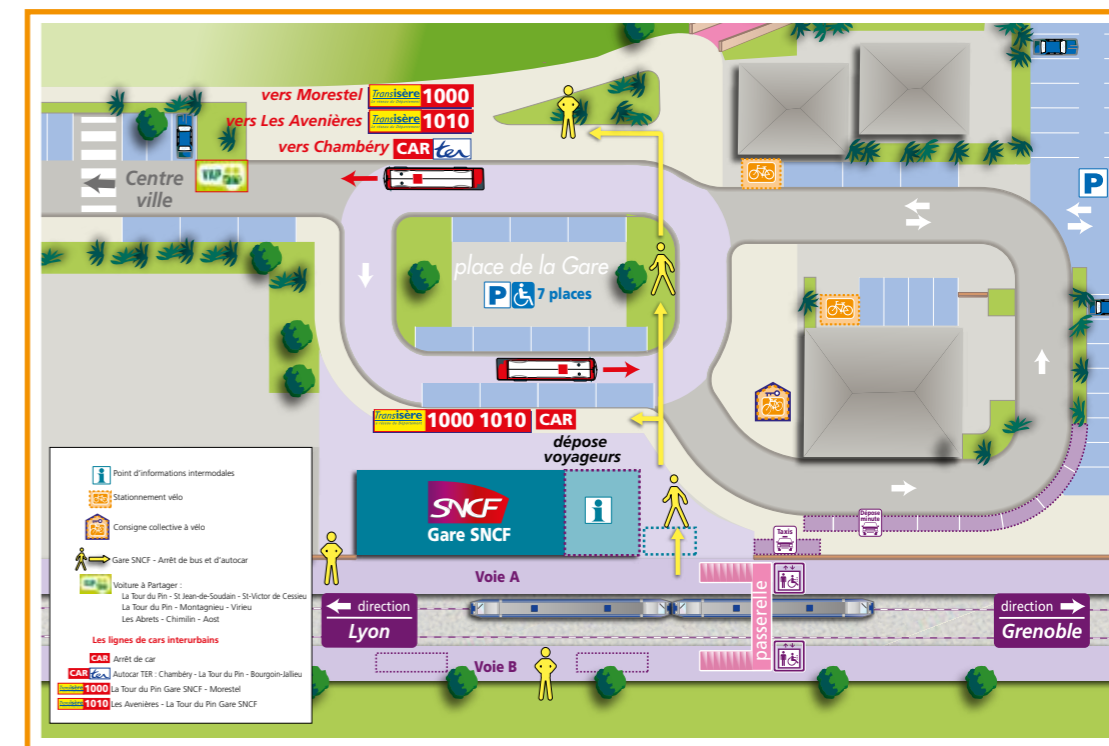 vers Morestel Transisère 1000
vers Les Avenières Transisère 1010
vers Chambéry CAR ter
VAP
Centre
ville
P
place de la Gare
P 7 places
Transisère 1000 1010 CAR
dépose
voyageurs
SNCF
Gare SNCF
i
Taxis
Dépose
minute
Voie A
direction
Lyon
passerelle
direction
Grenoble
Voie B
i Point d'informations intermodales
Stationnement vélo
Consigne collective à vélo
Gare SNCF - Arrêt de bus et d'autocar
VAP Voiture à Partager :
La Tour du Pin - St Jean-de-Soudain - St-Victor de Cessieu
La Tour du Pin - Montagnieu - Virieu
Les Abrets - Chimilin - Aost
Les lignes de cars interurbains
CAR Arrêt de car
CAR ter Autocar TER : Chambéry - La Tour du Pin - Bourgoin-Jallieu
Transisère 1000 La Tour du Pin Gare SNCF - Morestel
Transisère 1010 Les Avenières - La Tour du Pin Gare SNCF